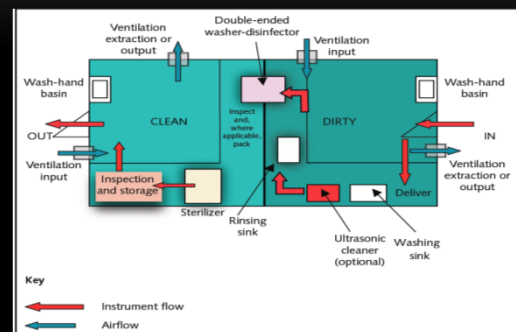 Ventilation
extraction or
output
Double-ended
washer-disinfector
Ventilation
input
Wash-hand
basin
CLEAN
Inspect
and,
where
applicable,
pack
DIRTY
Wash-hand
basin
OUT
IN
Ventilation
input
Ventilation
extraction or
output
Inspection
and storage
Sterilizer
Rinsing
sink
Deliver
Ultrasonic
cleaner
(optional)
Washing
sink
Key
Instrument flow
Airflow